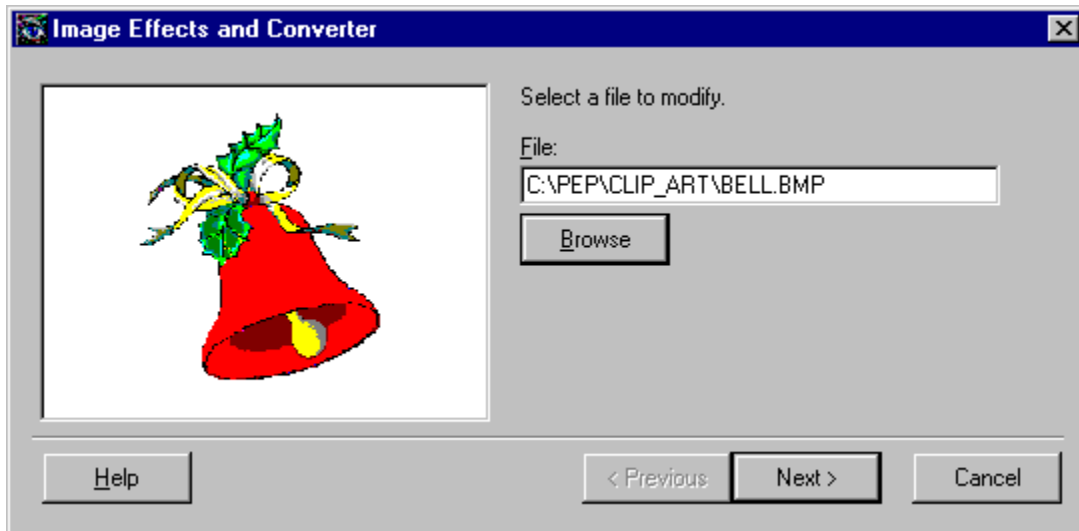 Image Effects and Converter
Select a file to modify.
File:
C:\PEP\CLIP_ART\BELL.BMP
Browse
Help
< Previous
Next >
Cancel